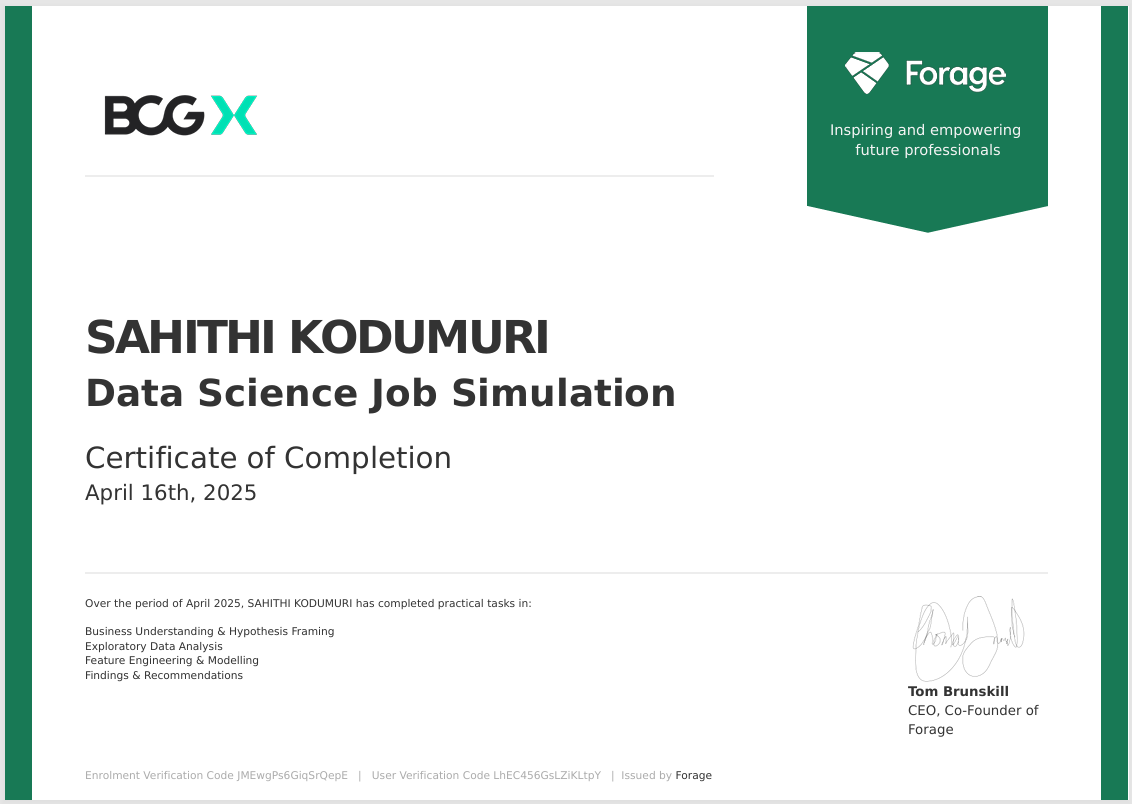 BCG X
Forage
Inspiring and empowering
future professionals
SAHITHI KODUMURI
Data Science Job Simulation
Certificate of Completion
April 16th, 2025
Over the period of April 2025, SAHITHI KODUMURI has completed practical tasks in:
Business Understanding & Hypothesis Framing
Exploratory Data Analysis
Feature Engineering & Modelling
Findings & Recommendations
Tom Brunskill
CEO, Co-Founder of
Forage
Enrolment Verification Code JMEwgPs6GiqSrQepE | User Verification Code LhEC456GsLZiKLtpY | Issued by Forage